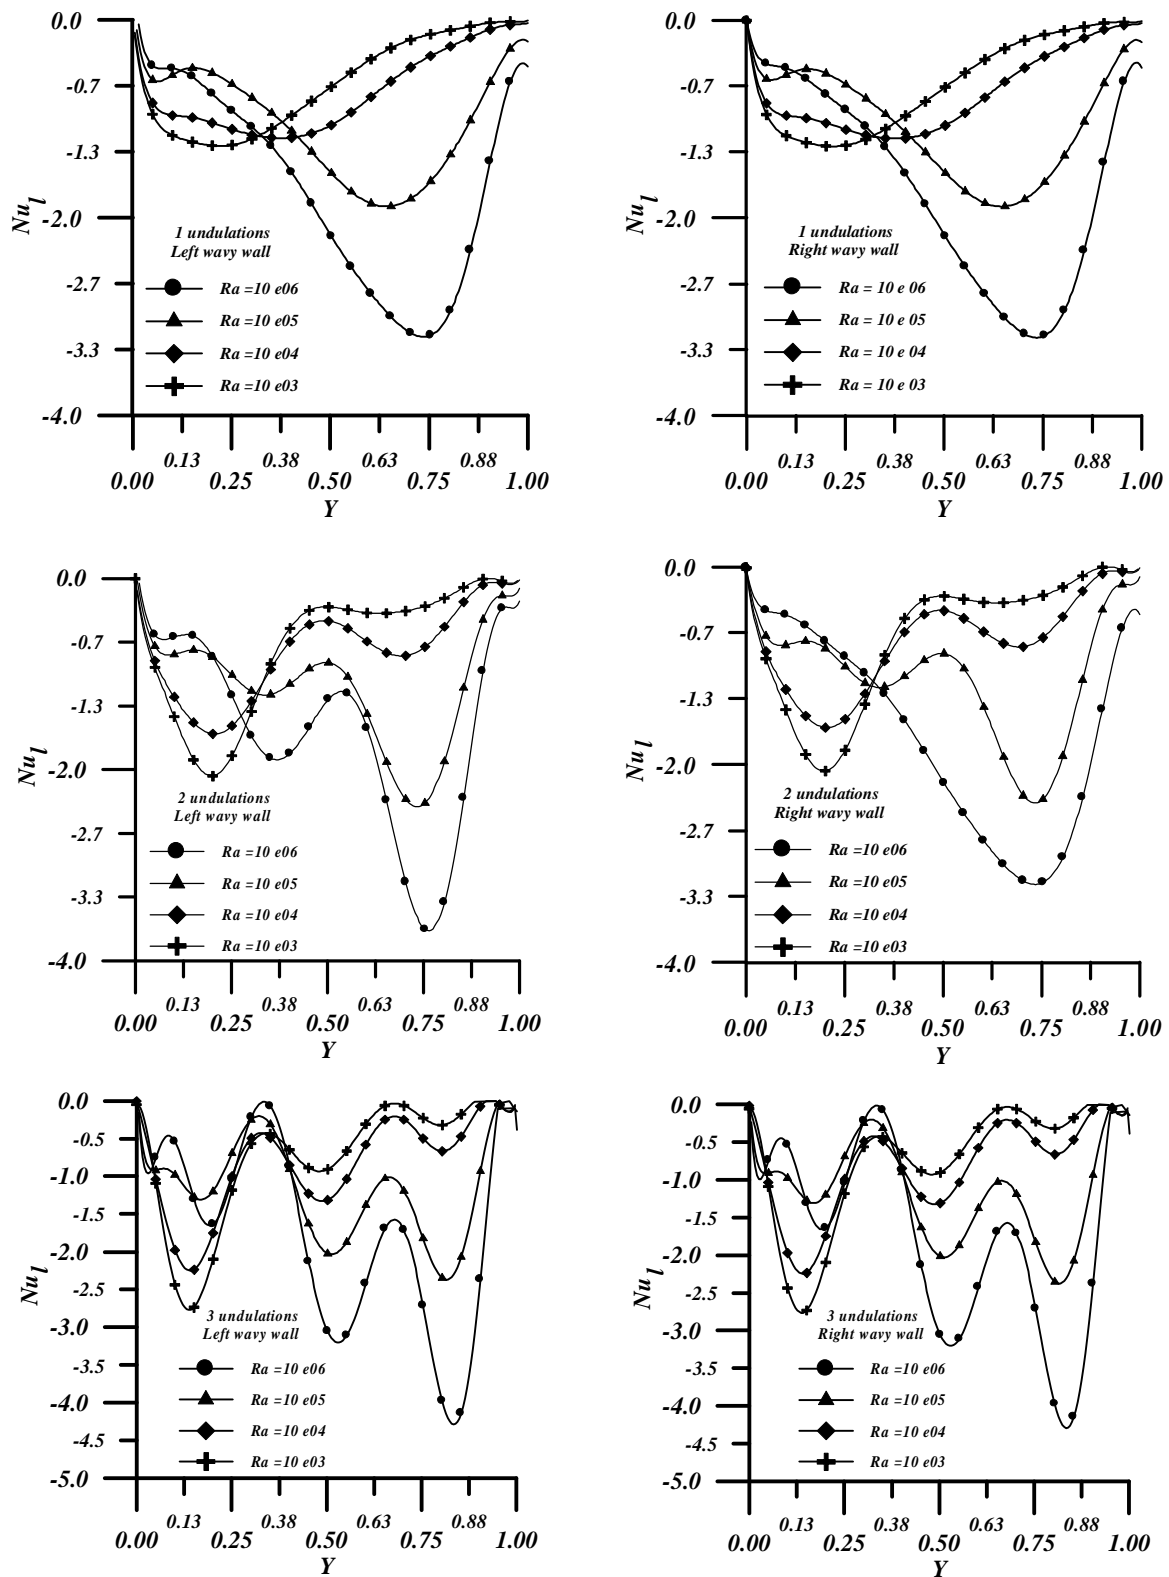 0.0
-0.7
-1.3
-2.0
-2.7
-3.3
-4.0
Nu_l
1 undulations
Left wavy wall
Ra =10 e06
Ra =10 e05
Ra =10 e04
Ra =10 e03
0.13 0.38 0.63 0.88
0.00 0.25 0.50 0.75 1.00
Y
0.0
-0.7
-1.3
-2.0
-2.7
-3.3
-4.0
Nu_l
1 undulations
Right wavy wall
Ra = 10 e 06
Ra = 10 e 05
Ra = 10 e 04
Ra = 10 e 03
0.13 0.38 0.63 0.88
0.00 0.25 0.50 0.75 1.00
Y
0.0
-0.7
-1.3
-2.0
-2.7
-3.3
-4.0
Nu_l
2 undulations
Left wavy wall
Ra =10 e06
Ra =10 e05
Ra =10 e04
Ra =10 e03
0.13 0.38 0.63 0.88
0.00 0.25 0.50 0.75 1.00
Y
0.0
-0.7
-1.3
-2.0
-2.7
-3.3
-4.0
Nu_l
2 undulations
Right wavy wall
Ra =10 e06
Ra =10 e05
Ra =10 e04
Ra =10 e03
0.13 0.38 0.63 0.88
0.00 0.25 0.50 0.75 1.00
Y
0.0
-0.5
-1.0
-1.5
-2.0
-2.5
-3.0
-3.5
-4.0
-4.5
-5.0
Nu_l
3 undulations
Left wavy wall
Ra =10 e06
Ra =10 e05
Ra =10 e04
Ra =10 e03
0.13 0.38 0.63 0.88
0.00 0.25 0.50 0.75 1.00
Y
0.0
-0.5
-1.0
-1.5
-2.0
-2.5
-3.0
-3.5
-4.0
-4.5
-5.0
Nu_l
3 undulations
Right wavy wall
Ra =10 e06
Ra =10 e05
Ra =10 e04
Ra =10 e03
0.13 0.38 0.63 0.88
0.00 0.25 0.50 0.75 1.00
Y